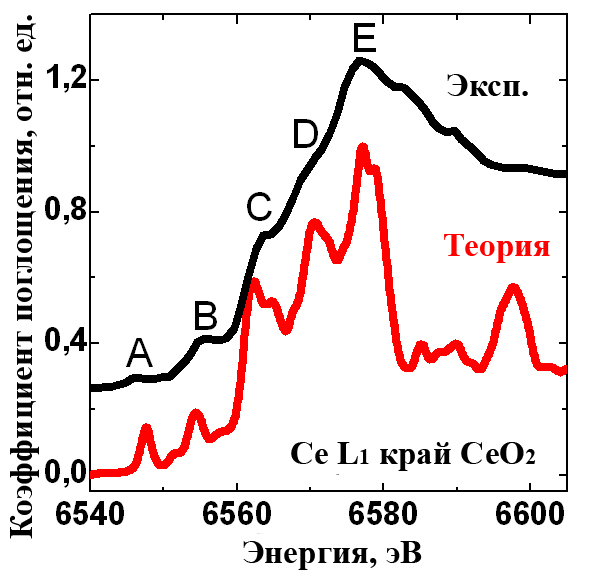 Коэффициент поглощения, отн. ед.
1,2
0,8
0,4
0,0
A
B
C
D
E
Эксп.
Теория
Ce L₁ край CeO₂
6540 6560 6580 6600
Энергия, эВ